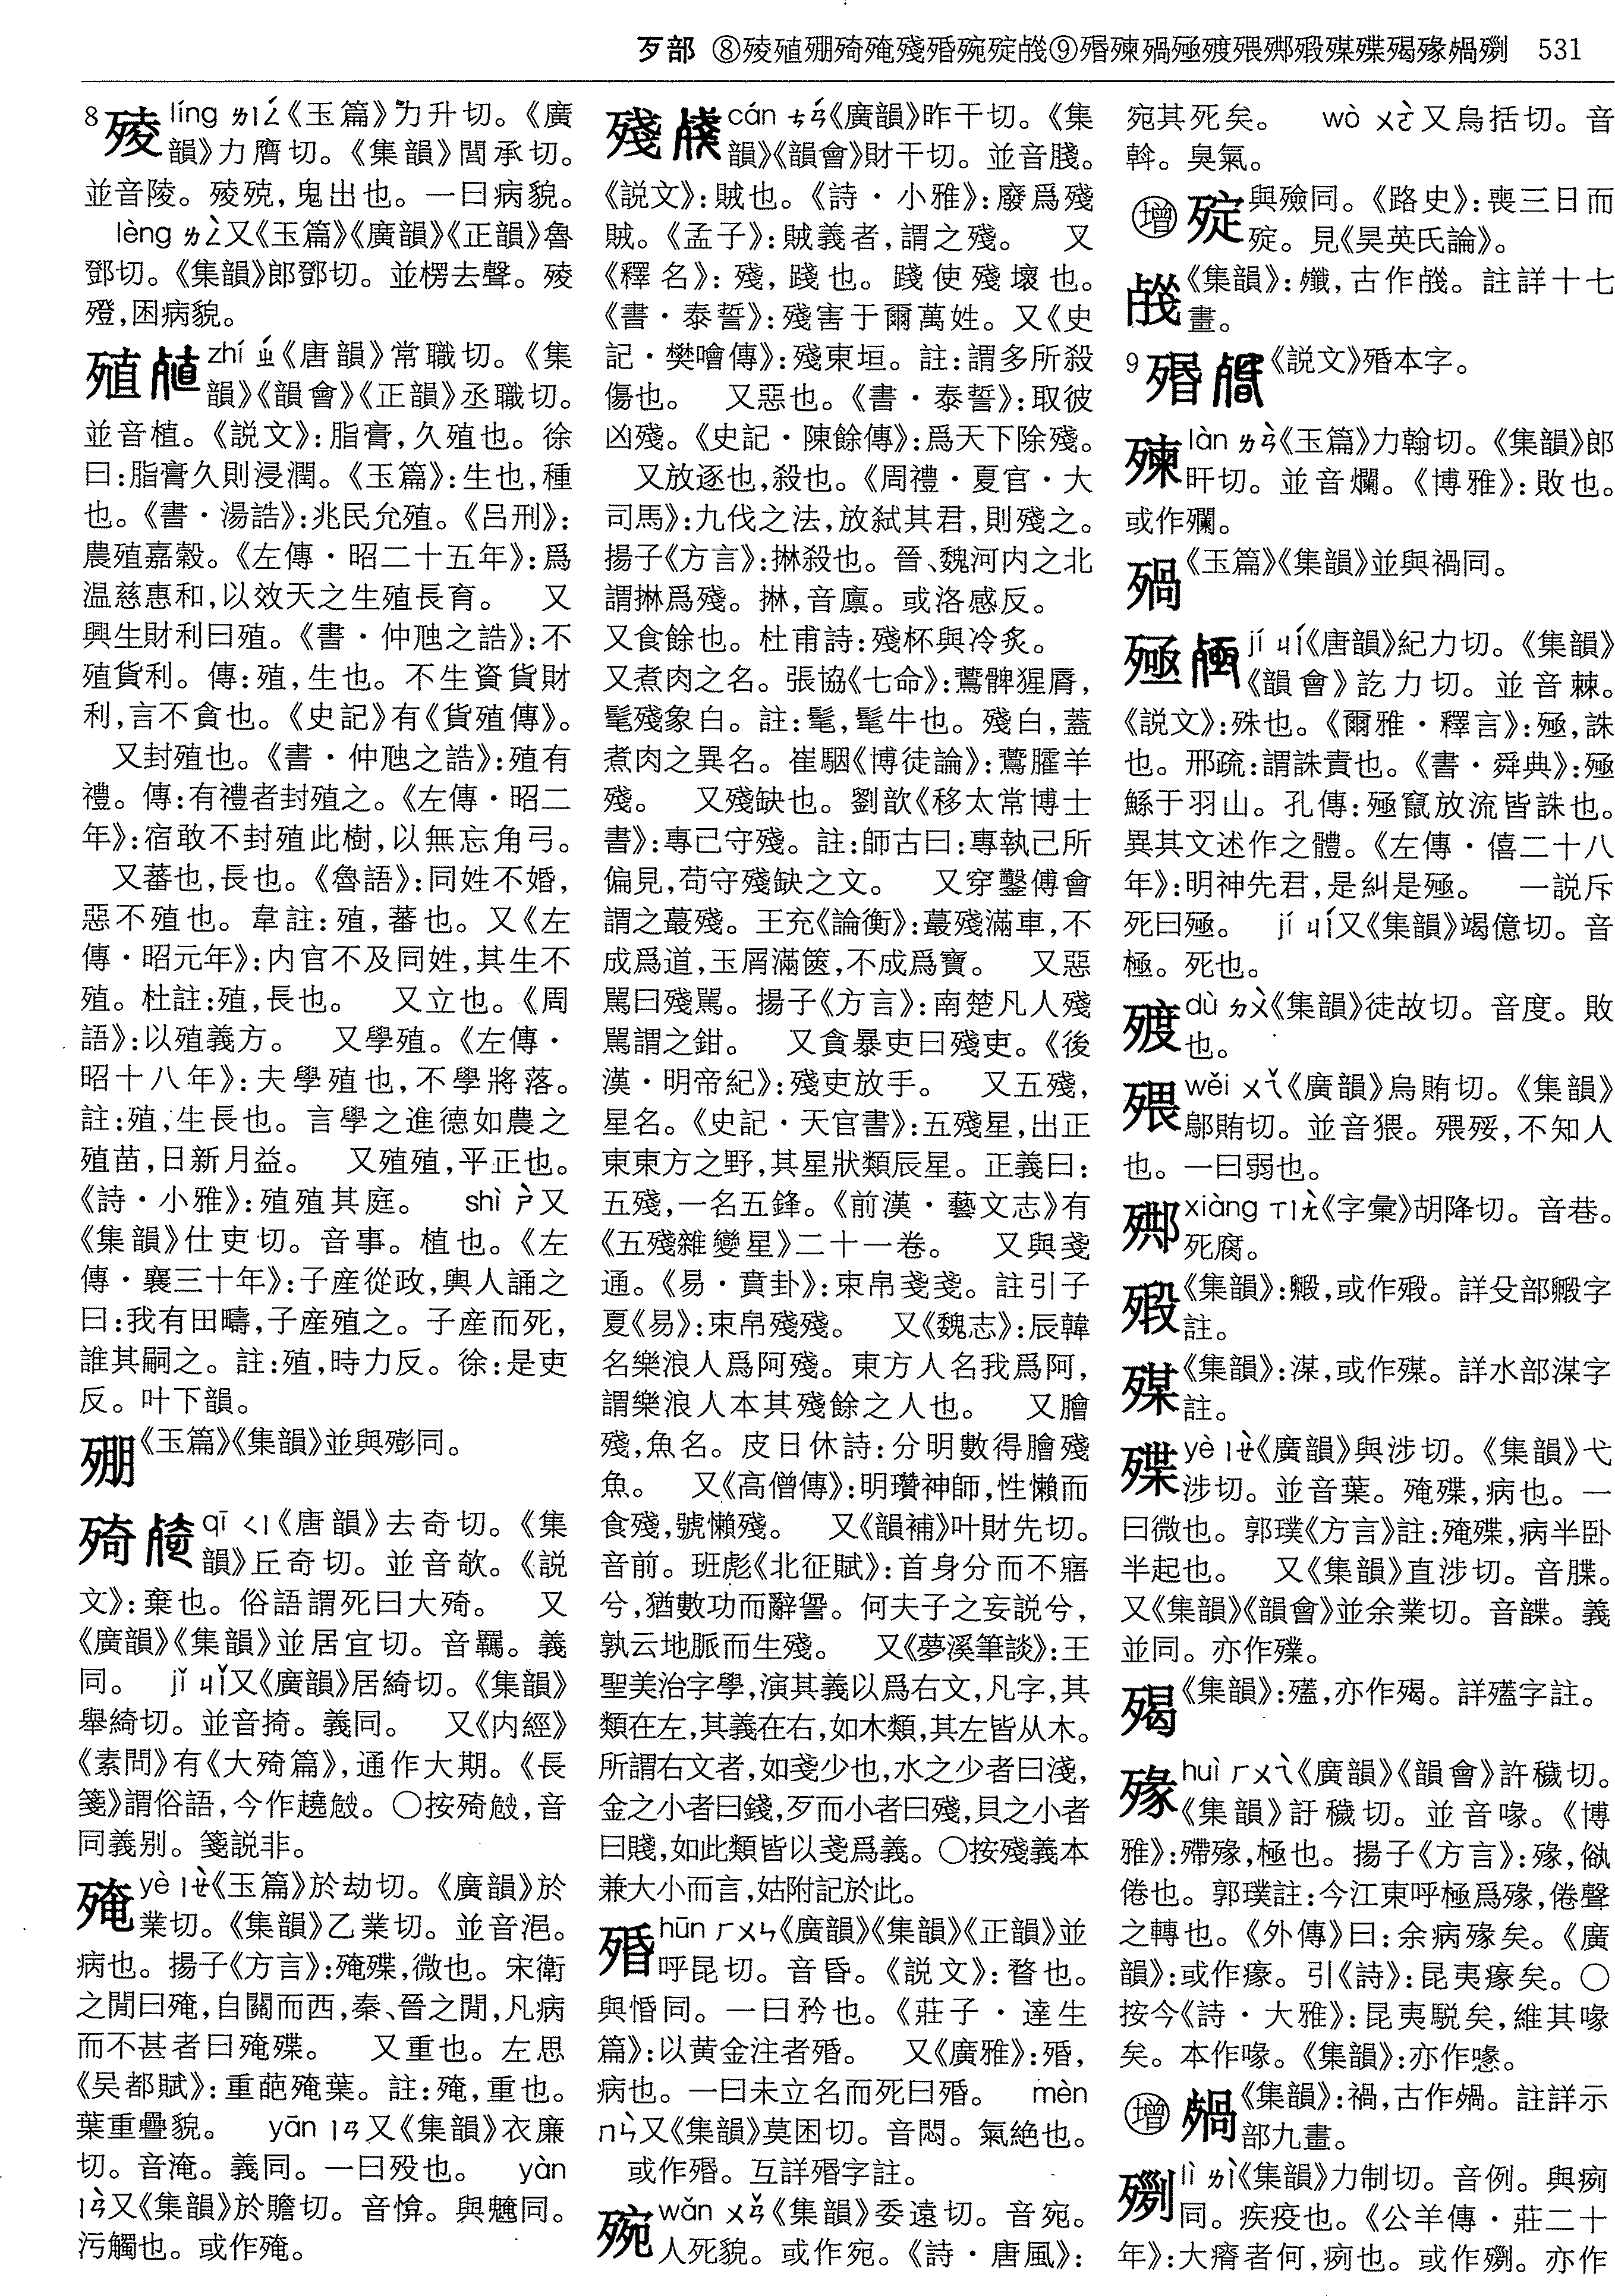 歹部 ⑧㱥殖㱶㱦殗殘㱪㱧㱫⑨殙㱫㱮殛㱬㱬㱭 531
8 㱥 líng ㄌㄧㄥˊ《玉篇》力升切。《廣
韻》力膺切。《集韻》閭承切。
並音陵。㱥殑,鬼出也。一曰病貌。
lèng ㄌㄥˋ又《玉篇》《廣韻》《正韻》魯
鄧切。《集韻》郎鄧切。並楞去聲。㱥
殬,困病貌。
殖 zhí ㄓˊ《唐韻》常職切。《集
韻》《韻會》《正韻》丞職切。
並音植。《説文》:脂膏,久殖也。徐
曰:脂膏久則浸潤。《玉篇》:生也,種
也。《書·湯誥》:兆民允殖。《吕刑》:
農殖嘉穀。《左傳·昭二十五年》:爲
温慈惠和,以效天之生殖長育。 又
興生財利曰殖。《書·仲虺之誥》:不
殖貨利。傳:殖,生也。不生資貨財
利,言不貪也。《史記》有《貨殖傳》。
又封殖也。《書·仲虺之誥》:殖有
禮。傳:有禮者封殖之。《左傳·昭二
年》:宿敢不封殖此樹,以無忘角弓。
又蕃也,長也。《魯語》:同姓不婚,
惡不殖也。韋註:殖,蕃也。又《左
傳·昭元年》:内官不及同姓,其生不
殖。杜註:殖,長也。 又立也。《周
語》:以殖義方。 又學殖。《左傳·
昭十八年》:夫學殖也,不學將落。
註:殖,生長也。言學之進德如農之
殖苗,日新月益。 又殖殖,平正也。
《詩·小雅》:殖殖其庭。 shì ㄕˋ又
《集韻》仕吏切。音事。植也。《左
傳·襄三十年》:子産從政,輿人誦之
曰:我有田疇,子産殖之。子産而死,
誰其嗣之。註:殖,時力反。徐:是吏
反。叶下韻。
《玉篇》《集韻》並與㱶同。
㱦 qī ㄑㄧ《唐韻》去奇切。《集
韻》丘奇切。並音欹。《説
文》:棄也。俗語謂死曰大㱦。 又
《廣韻》《集韻》並居宜切。音羈。義
同。 jǐ ㄐㄧˇ又《廣韻》居綺切。《集韻》
舉綺切。並音掎。義同。 又《内經》
《素問》有《大㱦篇》,通作大期。《長
箋》謂俗語,今作趬㩻。○按㱦㩻,音
同義别。箋説非。
殗 yè ㄧㄝˋ《玉篇》於劫切。《廣韻》於
業切。《集韻》乙業切。並音浥。
病也。揚子《方言》:殗殜,微也。宋衛
之閒曰殗,自關而西,秦、晉之閒,凡病
而不甚者曰殗殜。 又重也。左思
《吴都賦》:重葩殗葉。註:殗,重也。
葉重疊貌。 yān ㄧㄢ又《集韻》衣廉
切。音淹。義同。一曰殁也。 yàn
ㄧㄢˋ又《集韻》於贍切。音㤿。與䰭同。
污觸也。或作殗。
殘 cán ㄘㄢˊ《廣韻》昨干切。《集
韻》《韻會》財干切。並音牋。
《説文》:賊也。《詩·小雅》:廢爲殘
賊。《孟子》:賊義者,謂之殘。 又
《釋名》:殘,踐也。踐使殘壞也。
《書·泰誓》:殘害于爾萬姓。又《史
記·樊噲傳》:殘東垣。註:謂多所殺
傷也。 又惡也。《書·泰誓》:取彼
凶殘。《史記·陳餘傳》:爲天下除殘。
又放逐也,殺也。《周禮·夏官·大
司馬》:九伐之法,放弑其君,則殘之。
揚子《方言》:惏殺也。晉、魏河内之北
謂惏爲殘。惏,音廪。或洛感反。
又食餘也。杜甫詩:殘杯與冷炙。
又煮肉之名。張協《七命》:鷰髀猩脣,
髦殘象白。註:髦,髦牛也。殘白,蓋
煮肉之異名。崔駰《博徒論》:鷰臛羊
殘。 又殘缺也。劉歆《移太常博士
書》:專己守殘。註:師古曰:專執己所
偏見,苟守殘缺之文。 又穿鑿傅會
謂之蕞殘。王充《論衡》:蕞殘滿車,不
成爲道,玉屑滿篋,不成爲寶。 又惡
駡曰殘駡。揚子《方言》:南楚凡人殘
駡謂之鉗。 又貪暴吏曰殘吏。《後
漢·明帝紀》:殘吏放手。 又五殘,
星名。《史記·天官書》:五殘星,出正
東東方之野,其星狀類辰星。正義曰:
五殘,一名五鋒。《前漢·藝文志》有
《五殘雜變星》二十一卷。 又與戔
通。《易·賁卦》:束帛戔戔。註引子
夏《易》:束帛殘殘。 又《魏志》:辰韓
名樂浪人爲阿殘。東方人名我爲阿,
謂樂浪人本其殘餘之人也。 又膾
殘,魚名。皮日休詩:分明數得膾殘
魚。 又《高僧傳》:明瓚神師,性懶而
食殘,號懶殘。 又《韻補》叶財先切。
音前。班彪《北征賦》:首身分而不寤
兮,猶數功而辭諐。何夫子之妄説兮,
孰云地脈而生殘。 又《夢溪筆談》:王
聖美治字學,演其義以爲右文,凡字,其
類在左,其義在右,如木類,其左皆从木。
所謂右文者,如戔少也,水之少者曰淺,
金之小者曰錢,歹而小者曰殘,貝之小者
曰賤,如此類皆以戔爲義。○按殘義本
兼大小而言,姑附記於此。
殙 hūn ㄏㄨㄣ《廣韻》《集韻》《正韻》並
呼昆切。音昏。《説文》:瞀也。
與惛同。一曰矜也。《莊子·達生
篇》:以黄金注者殙。 又《廣雅》:殙,
病也。一曰未立名而死曰殙。 mèn
ㄇㄣˋ又《集韻》莫困切。音悶。氣絶也。
或作㱪。互詳㱪字註。
㱧 wǎn ㄨㄢˇ《集韻》委遠切。音宛。
人死貌。或作宛。《詩·唐風》:
宛其死矣。 wò ㄨㄛˋ又烏括切。音
斡。臭氣。
增 與殮同。《路史》:喪三日而
。見《昊英氏論》。
《集韻》:殲,古作。註詳十七
畫。
9 《説文》殙本字。
㱫 làn ㄌㄢˋ《玉篇》力翰切。《集韻》郎
旰切。並音爛。《博雅》:敗也。
或作㱫。
《玉篇》《集韻》並與禍同。
殛 jí ㄐㄧˊ《唐韻》紀力切。《集韻》
《韻會》訖力切。並音棘。
《説文》:殊也。《爾雅·釋言》:殛,誅
也。邢疏:謂誅責也。《書·舜典》:殛
鯀于羽山。孔傳:殛竄放流皆誅也。
異其文述作之體。《左傳·僖二十八
年》:明神先君,是糾是殛。 一説斥
死曰殛。 jí ㄐㄧˊ又《集韻》竭億切。音
極。死也。
dù ㄉㄨˋ《集韻》徒故切。音度。敗
也。
㱬 wěi ㄨㄟˇ《廣韻》烏賄切。《集韻》
鄔賄切。並音猥。㱬㱣,不知人
也。一曰弱也。
xiàng ㄒㄧㄤˋ《字彙》胡降切。音巷。
死腐。
《集韻》:毈,或作。詳殳部毈字
註。
《集韻》:湈,或作。詳水部湈字
註。
殜 yè ㄧㄝˋ《廣韻》與涉切。《集韻》弋
涉切。並音葉。殗殜,病也。一
曰微也。郭璞《方言》註:殗殜,病半卧
半起也。 又《集韻》直涉切。音牒。
又《集韻》《韻會》並余業切。音䭎。義
並同。亦作殜。
《集韻》:殪,亦作。詳殪字註。
㱱 huì ㄏㄨㄟˋ《廣韻》《韻會》許穢切。
《集韻》訏穢切。並音喙。《博
雅》:殢㱱,極也。揚子《方言》:㱱,㑉
倦也。郭璞註:今江東呼極爲㱱,倦聲
之轉也。《外傳》曰:余病㱱矣。《廣
韻》:或作瘃。引《詩》:昆夷瘃矣。○
按今《詩·大雅》:昆夷駾矣,維其喙
矣。本作喙。《集韻》:亦作。
增 《集韻》:禍,古作。註詳示
部九畫。
lì ㄌㄧˋ《集韻》力制切。音例。與㾐
同。疾疫也。《公羊傳·莊二十
年》:大瘠者何,㾐也。或作。亦作